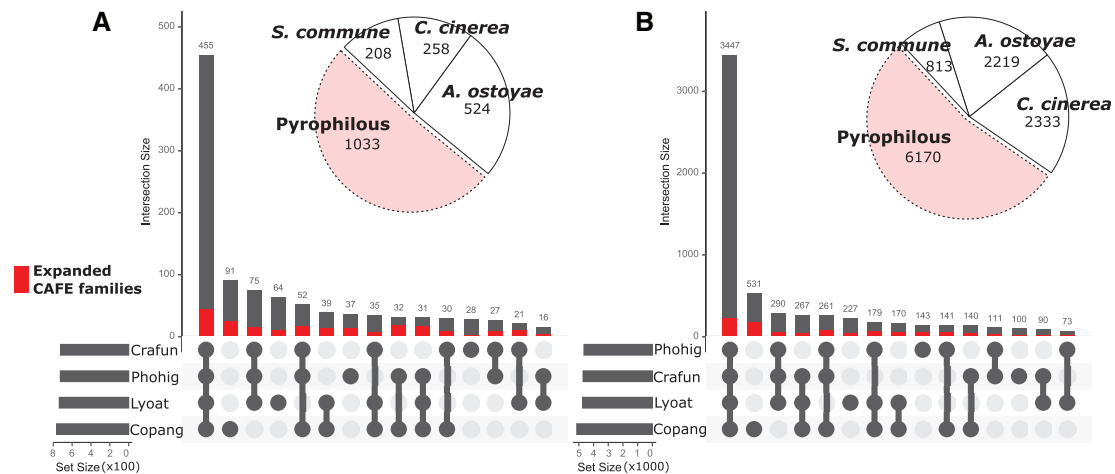 A
500
400
300
200
100
0
Intersection Size
455
91
75
64
52
39
37
35
32
31
30
28
27
21
16
S. commune
208
C. cinerea
258
A. ostoyae
524
Pyrophilous
1033
Expanded
CAFE families
Crafun
Phohig
Lyoat
Copang
8 6 4 2 0
Set Size (x100)
B
3000
2000
1000
0
Intersection Size
3447
531
290
267
261
227
179
170
143
141
140
111
100
90
73
S. commune
813
A. ostoyae
2219
C. cinerea
2333
Pyrophilous
6170
Phohig
Crafun
Lyoat
Copang
5 4 3 2 1 0
Set Size (x1000)